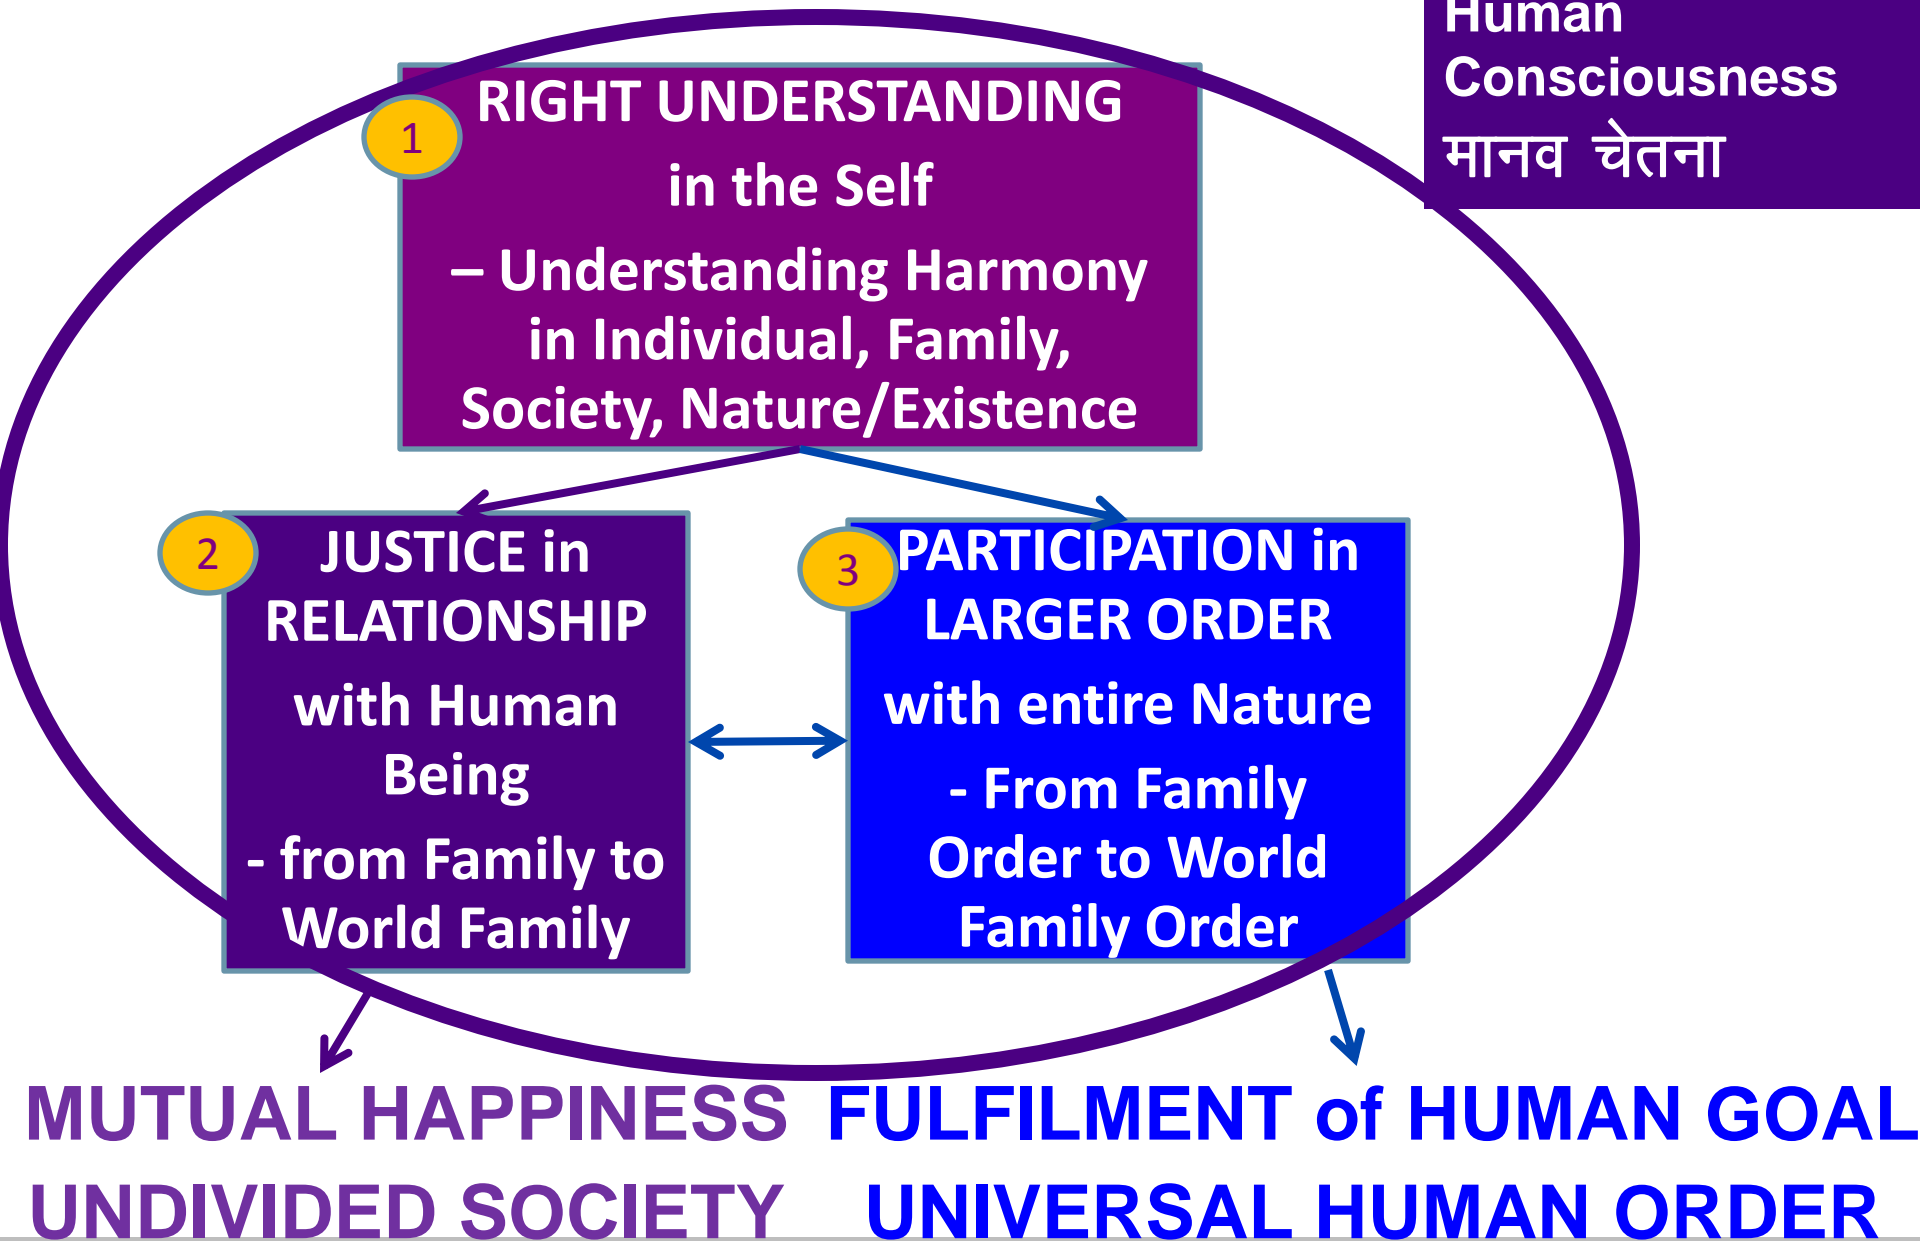 Human
Consciousness
मानव चेतना
1
RIGHT UNDERSTANDING
in the Self
– Understanding Harmony
in Individual, Family,
Society, Nature/Existence
2
JUSTICE in
RELATIONSHIP
with Human
Being
- from Family to
World Family
3
PARTICIPATION in
LARGER ORDER
with entire Nature
- From Family
Order to World
Family Order
MUTUAL HAPPINESS
UNDIVIDED SOCIETY
FULFILMENT of HUMAN GOAL
UNIVERSAL HUMAN ORDER